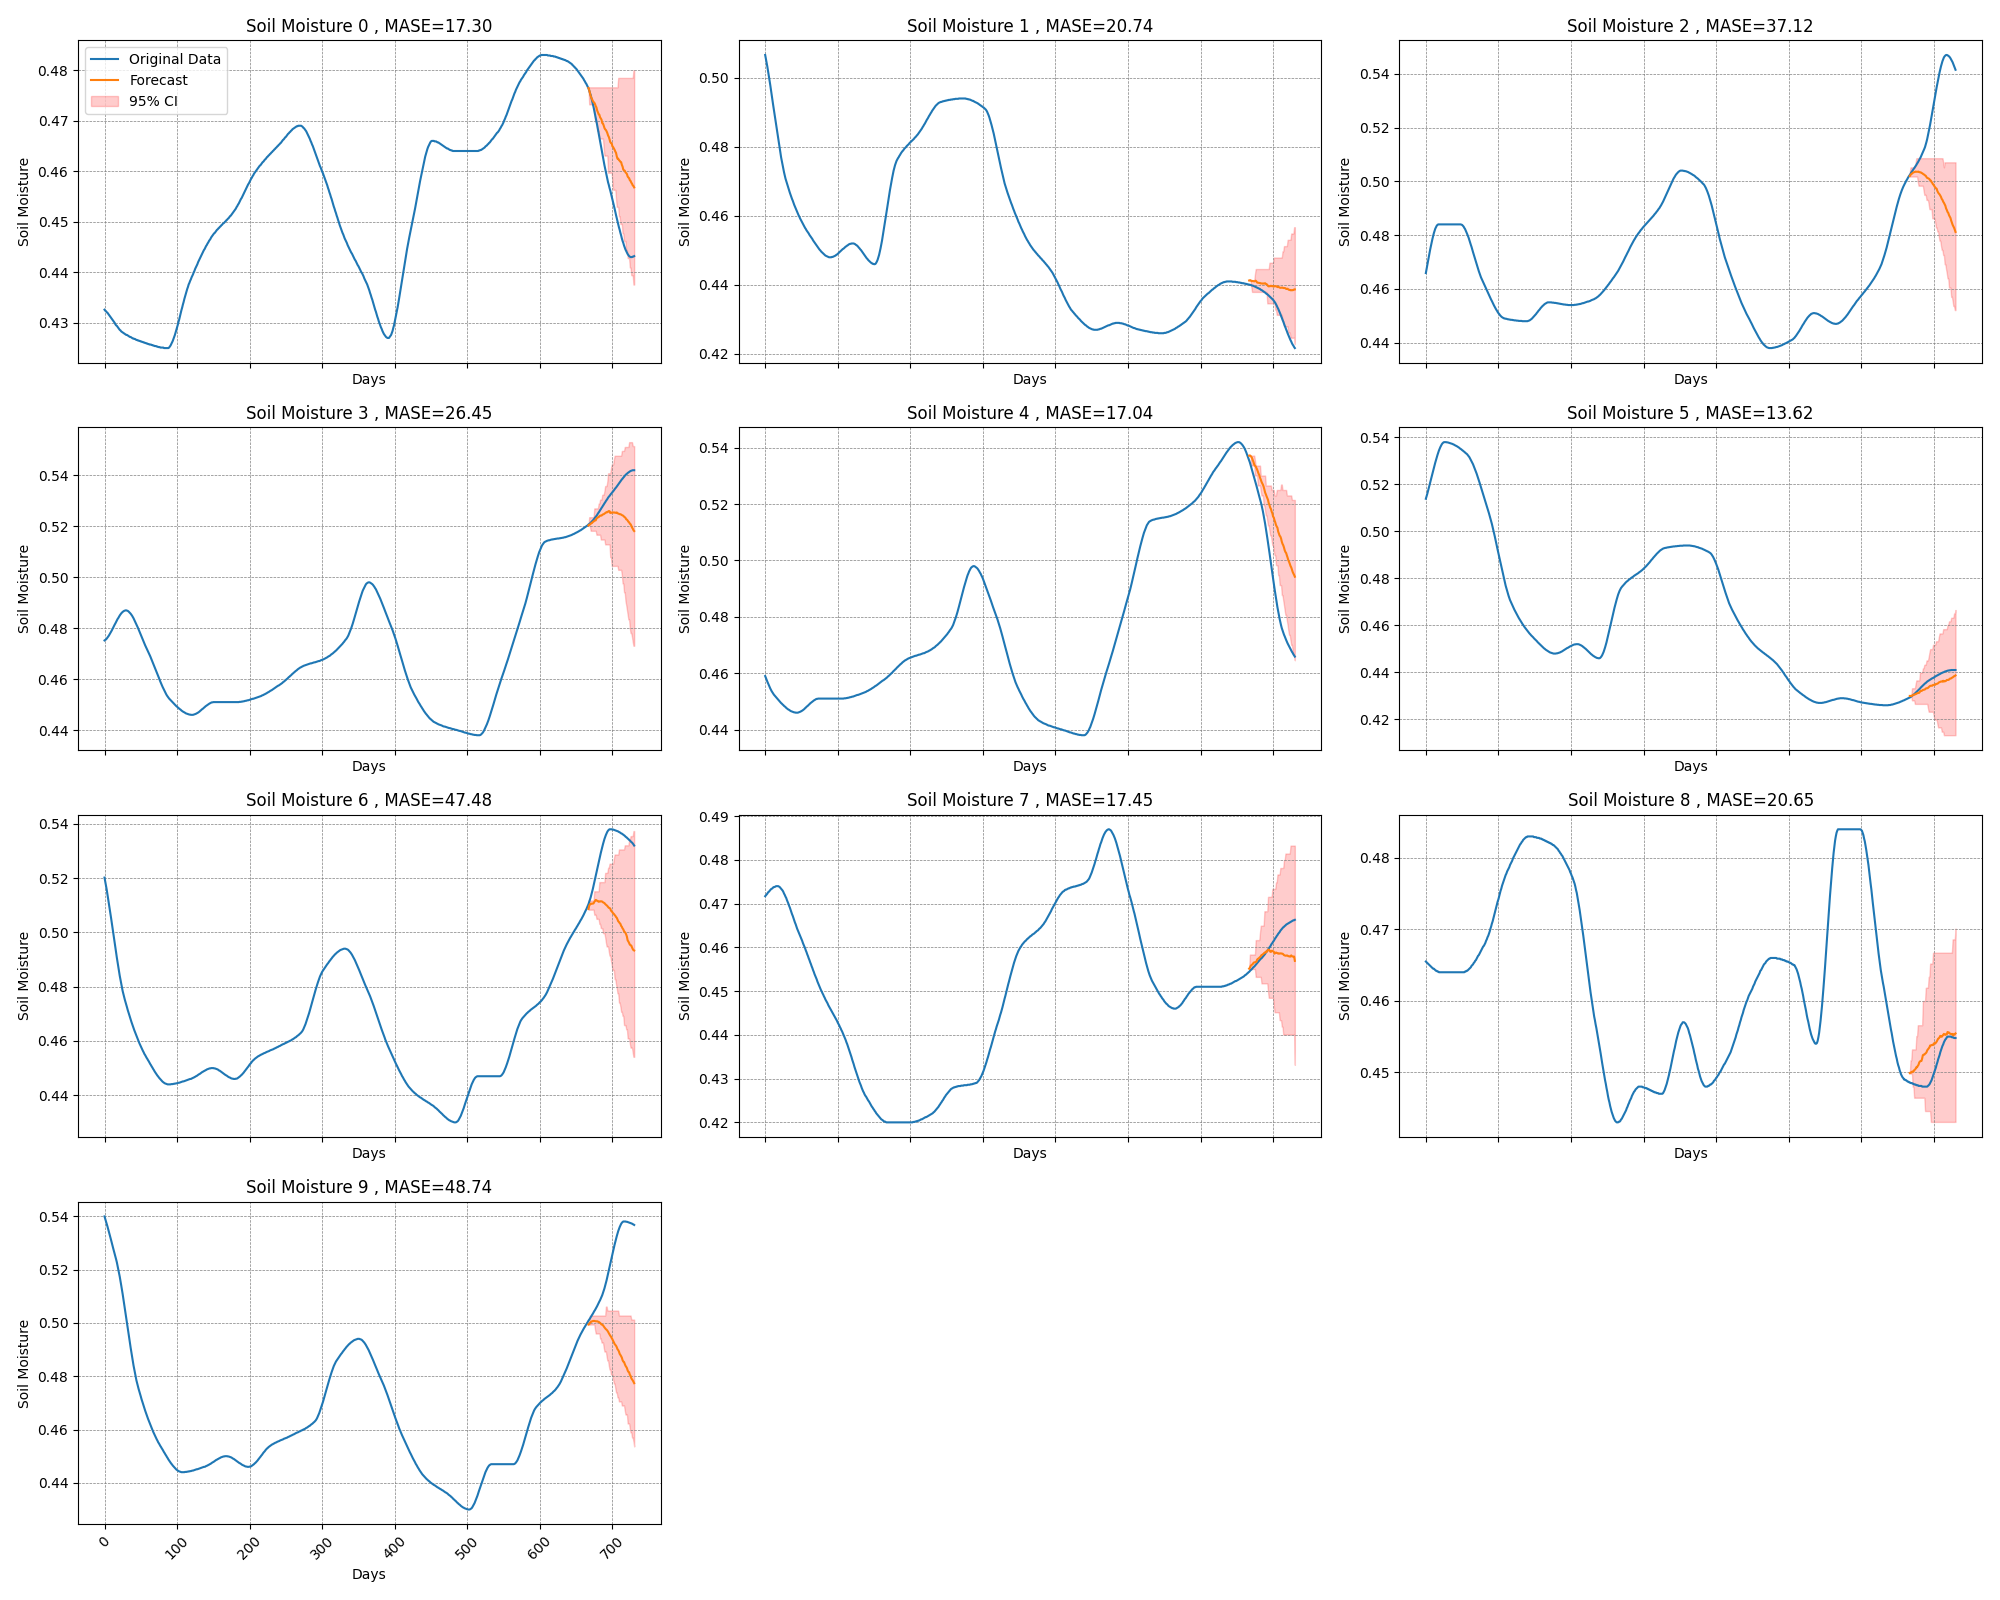 Soil Moisture 0 , MASE=17.30
Original Data
Forecast
95% CI
0.48
0.47
0.46
0.45
0.44
0.43
Soil Moisture
Days
Soil Moisture 1 , MASE=20.74
0.50
0.48
0.46
0.44
0.42
Soil Moisture
Days
Soil Moisture 2 , MASE=37.12
0.54
0.52
0.50
0.48
0.46
0.44
Soil Moisture
Days
Soil Moisture 3 , MASE=26.45
0.54
0.52
0.50
0.48
0.46
0.44
Soil Moisture
Days
Soil Moisture 4 , MASE=17.04
0.54
0.52
0.50
0.48
0.46
0.44
Soil Moisture
Days
Soil Moisture 5 , MASE=13.62
0.54
0.52
0.50
0.48
0.46
0.44
0.42
Soil Moisture
Days
Soil Moisture 6 , MASE=47.48
0.54
0.52
0.50
0.48
0.46
0.44
Soil Moisture
Days
Soil Moisture 7 , MASE=17.45
0.49
0.48
0.47
0.46
0.45
0.44
0.43
0.42
Soil Moisture
Days
Soil Moisture 8 , MASE=20.65
0.48
0.47
0.46
0.45
Soil Moisture
Days
Soil Moisture 9 , MASE=48.74
0.54
0.52
0.50
0.48
0.46
0.44
Soil Moisture
0 100 200 300 400 500 600 700
Days